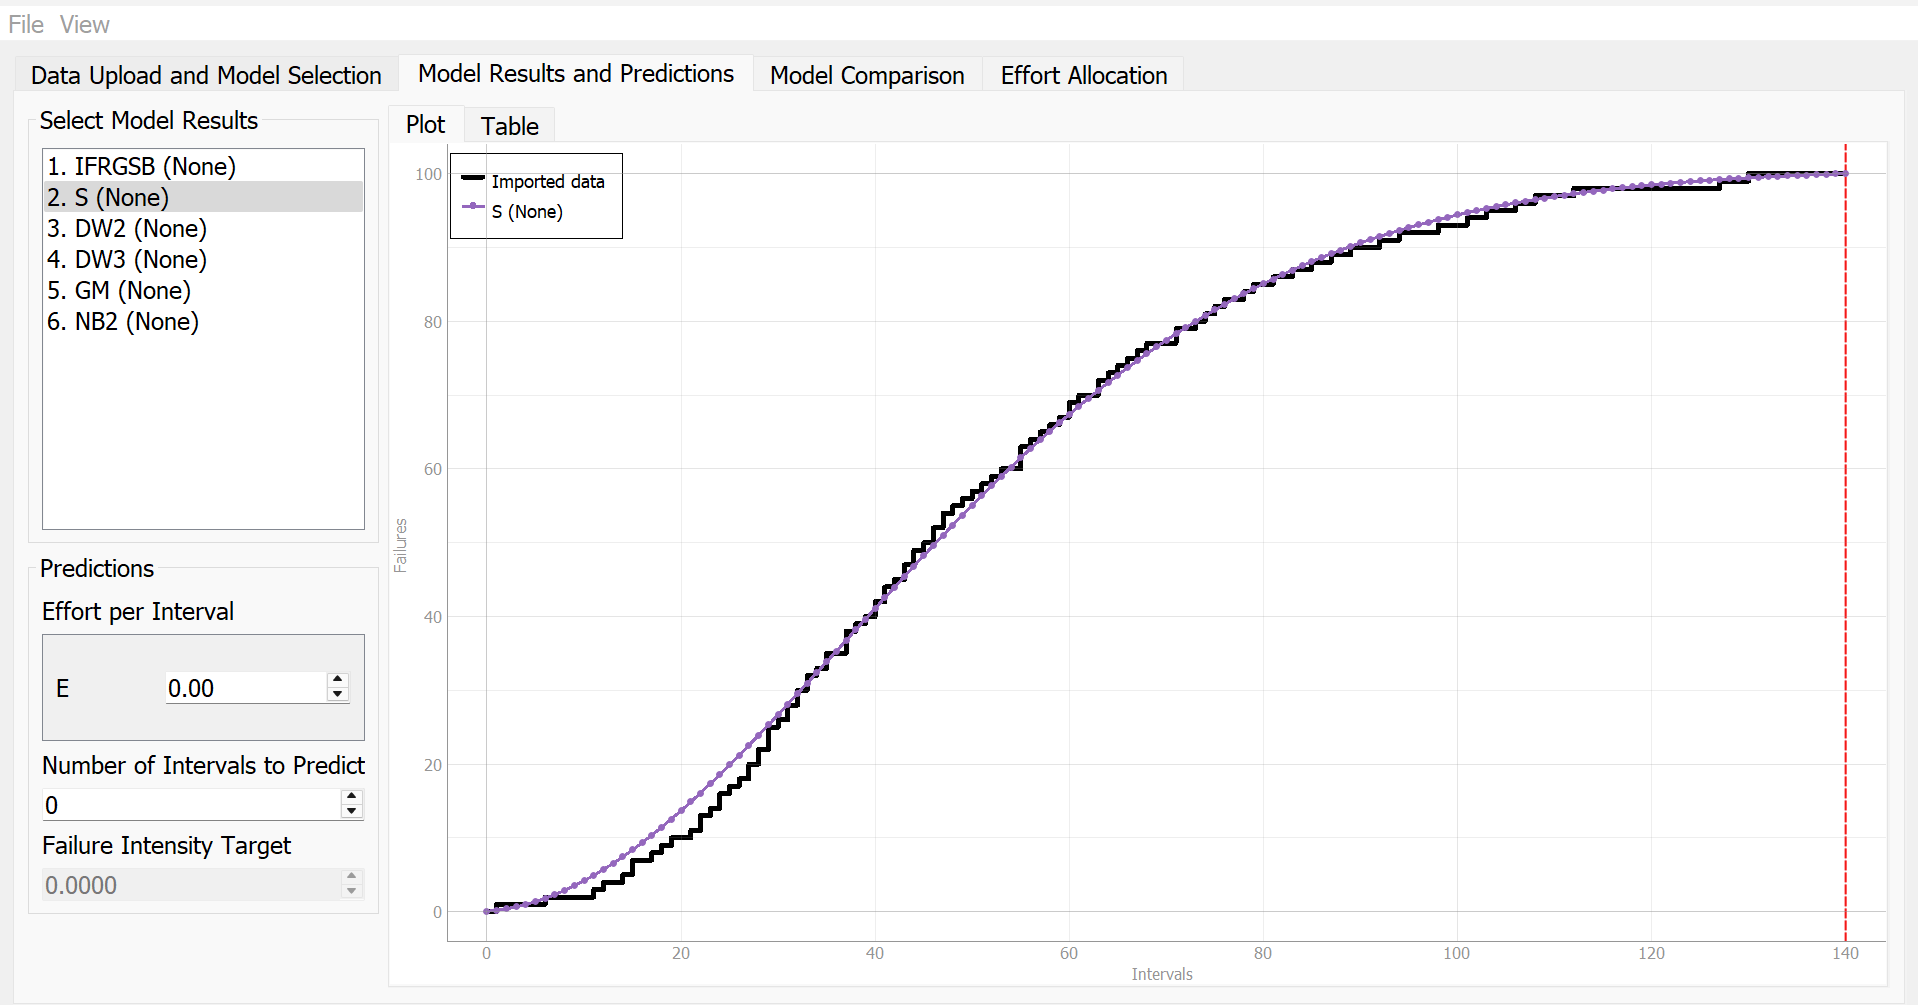 File View
Data Upload and Model Selection Model Results and Predictions Model Comparison Effort Allocation
Select Model Results
1. IFRGSB (None)
2. S (None)
3. DW2 (None)
4. DW3 (None)
5. GM (None)
6. NB2 (None)
Predictions
Effort per Interval
E 0.00
Number of Intervals to Predict
0
Failure Intensity Target
0.0000
Plot Table
Imported data
S (None)
100
80
60
40
20
0
Failures
0 20 40 60 80 100 120 140
Intervals